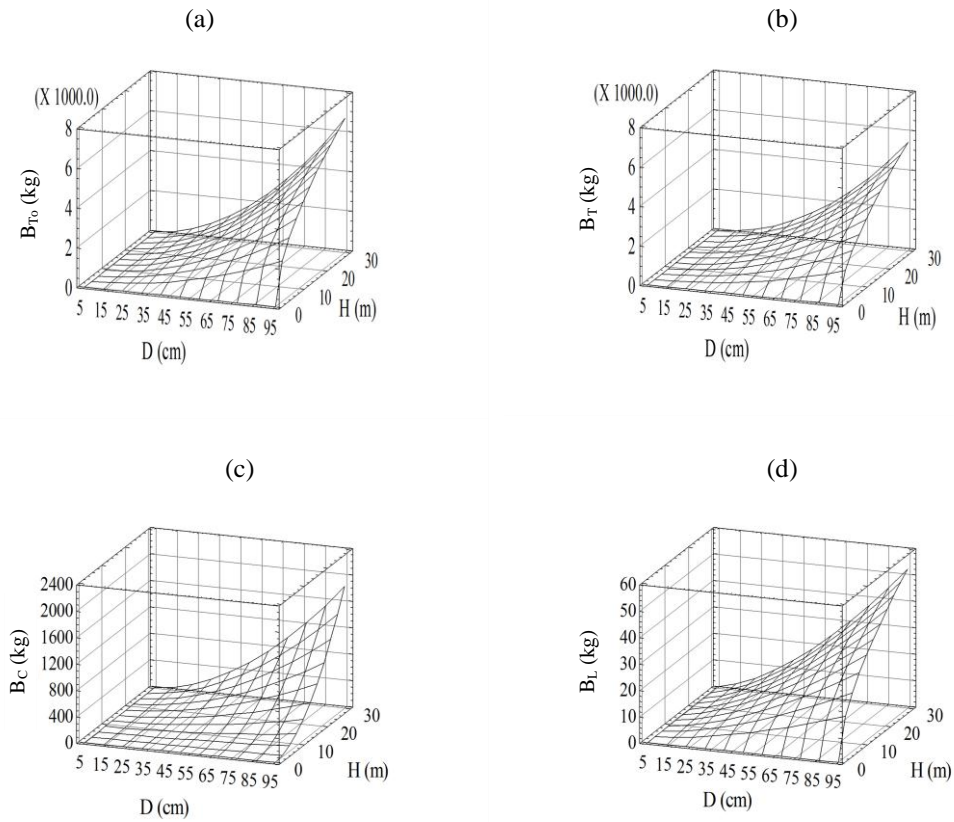 (a)
(X 1000.0)
8
6
4
2
0
B_To (kg)
5 15 25 35 45 55 65 75 85 95
D (cm)
0 10 20 30
H (m)
(b)
(X 1000.0)
8
6
4
2
0
B_T (kg)
5 15 25 35 45 55 65 75 85 95
D (cm)
0 10 20 30
H (m)
(c)
2400
2000
1600
1200
800
400
0
B_C (kg)
5 15 25 35 45 55 65 75 85 95
D (cm)
0 10 20 30
H (m)
(d)
60
50
40
30
20
10
0
B_L (kg)
5 15 25 35 45 55 65 75 85 95
D (cm)
0 10 20 30
H (m)